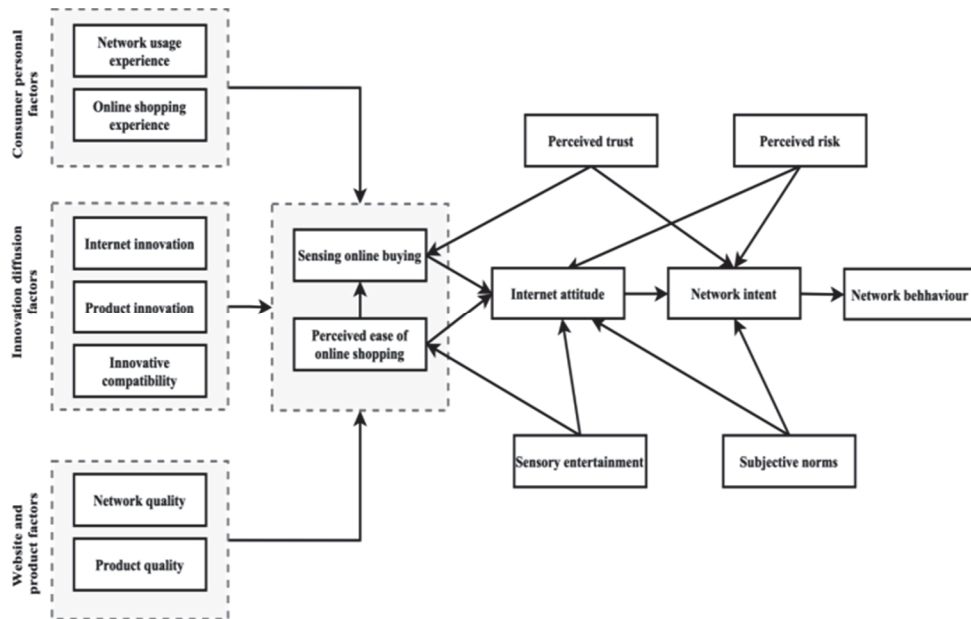 Consumer personal
factors
Network usage
experience
Online shopping
experience
Innovation diffusion
factors
Internet innovation
Product innovation
Innovative
compatibility
Website and
product factors
Network quality
Product quality
Sensing online buying
Perceived ease of
online shopping
Perceived trust
Perceived risk
Internet attitude
Network intent
Network behhaviour
Sensory entertainment
Subjective norms